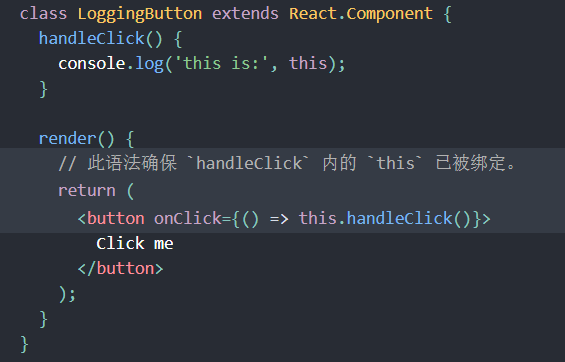 class LoggingButton extends React.Component {
  handleClick() {
    console.log('this is:', this);
  }

  render() {
    // 此语法确保 `handleClick` 内的 `this` 已被绑定。
    return (
      <button onClick={() => this.handleClick()}>
        Click me
      </button>
    );
  }
}